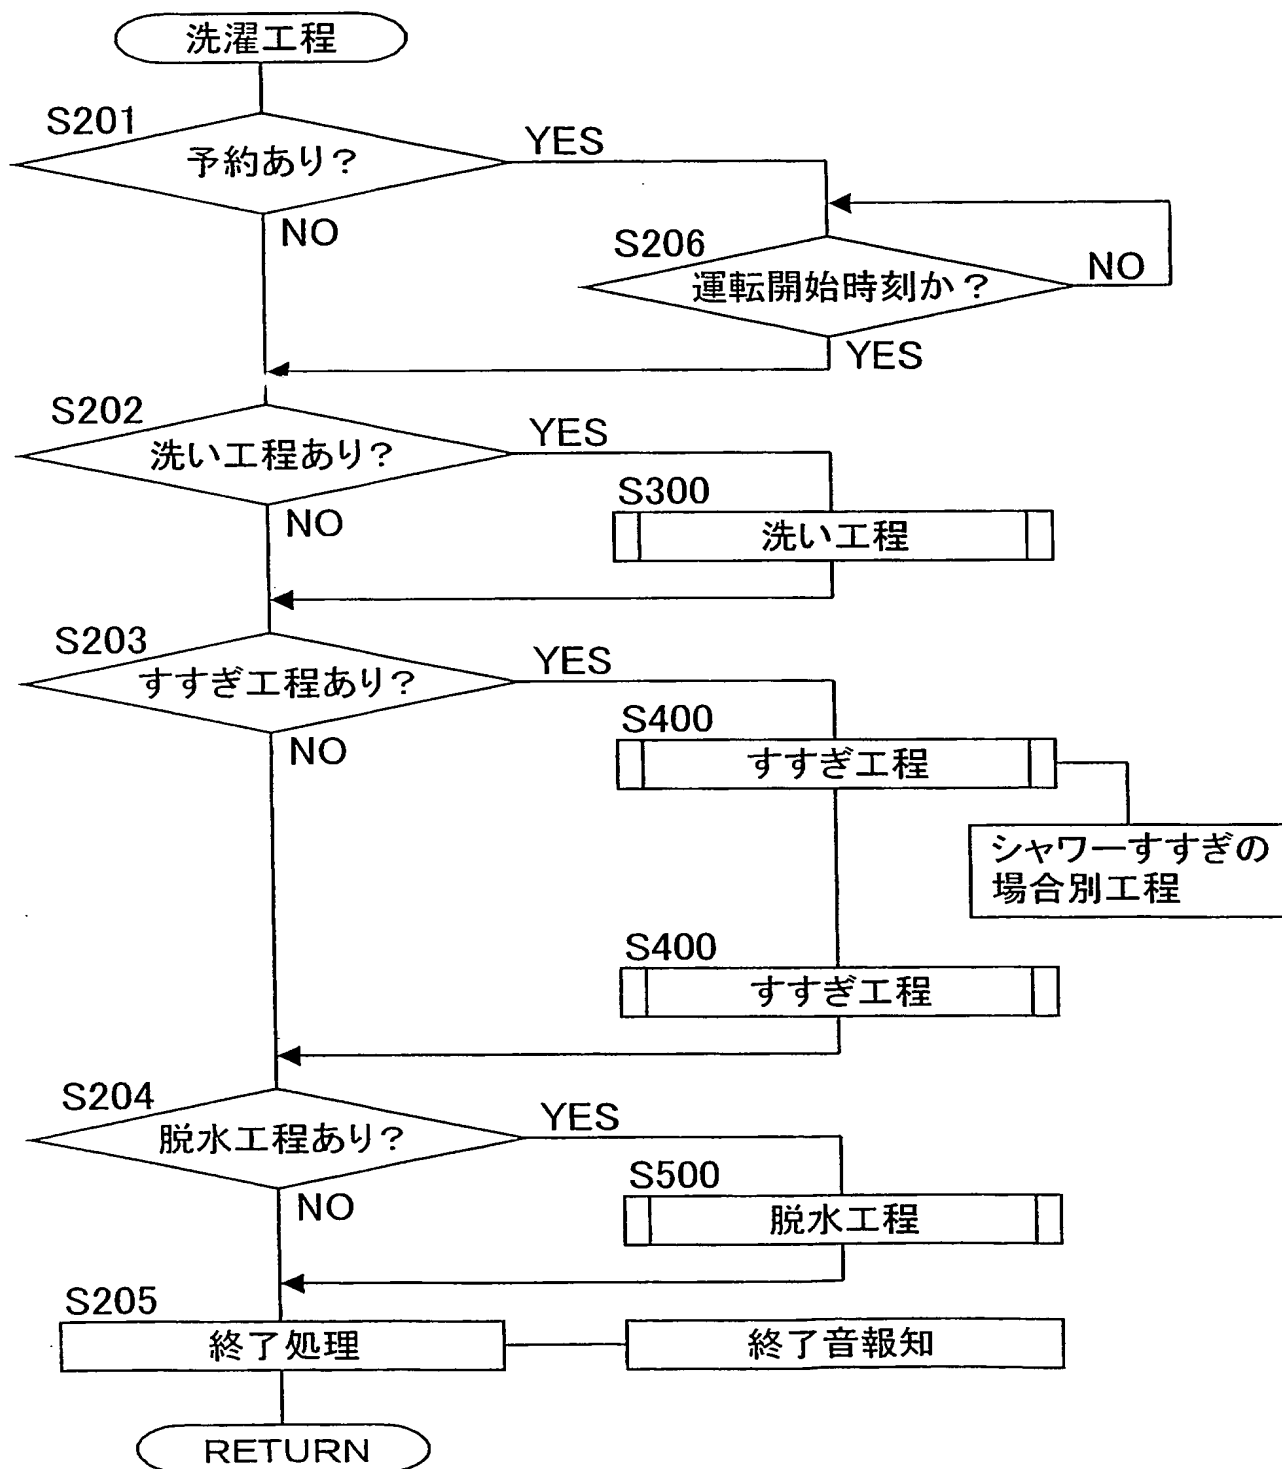 洗濯工程
S201
予約あり？
YES
NO
S206
運転開始時刻か？
NO
YES
S202
洗い工程あり？
YES
NO
S300
洗い工程
S203
すすぎ工程あり？
YES
NO
S400
すすぎ工程
シャワーすすぎの
場合別工程
S400
すすぎ工程
S204
脱水工程あり？
YES
NO
S500
脱水工程
S205
終了処理
終了音報知
RETURN